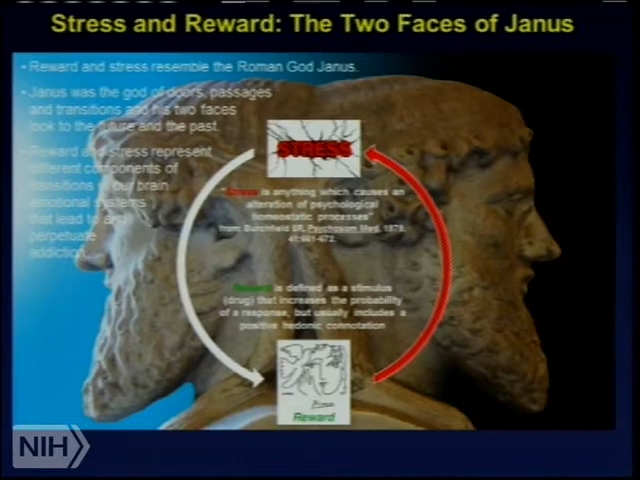 Stress and Reward: The Two Faces of Janus
• Reward and stress resemble the Roman God Janus.
• Janus was the god of doors, passages
and transitions and his two faces
look to the future and the past.
• Reward and stress represent
different components of
transitions in our brain
emotional systems
that lead to and
perpetuate
addiction.
STRESS
"Stress is anything which causes an
alteration of psychological
homeostatic processes"
from: Burchfield SR, Psychosom Med, 1979,
41:661-672.
Reward is defined as a stimulus
(drug) that increases the probability
of a response, but usually includes a
positive hedonic connotation
Reward
NIH